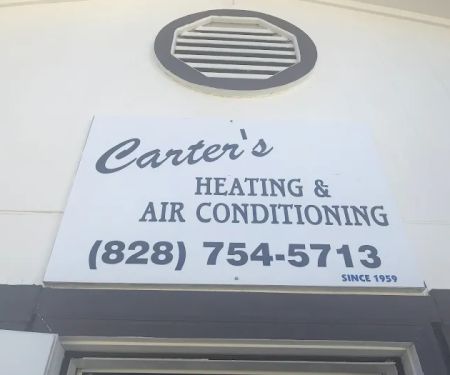 Carter's
HEATING &
AIR CONDITIONING
(828) 754-5713
SINCE 1959